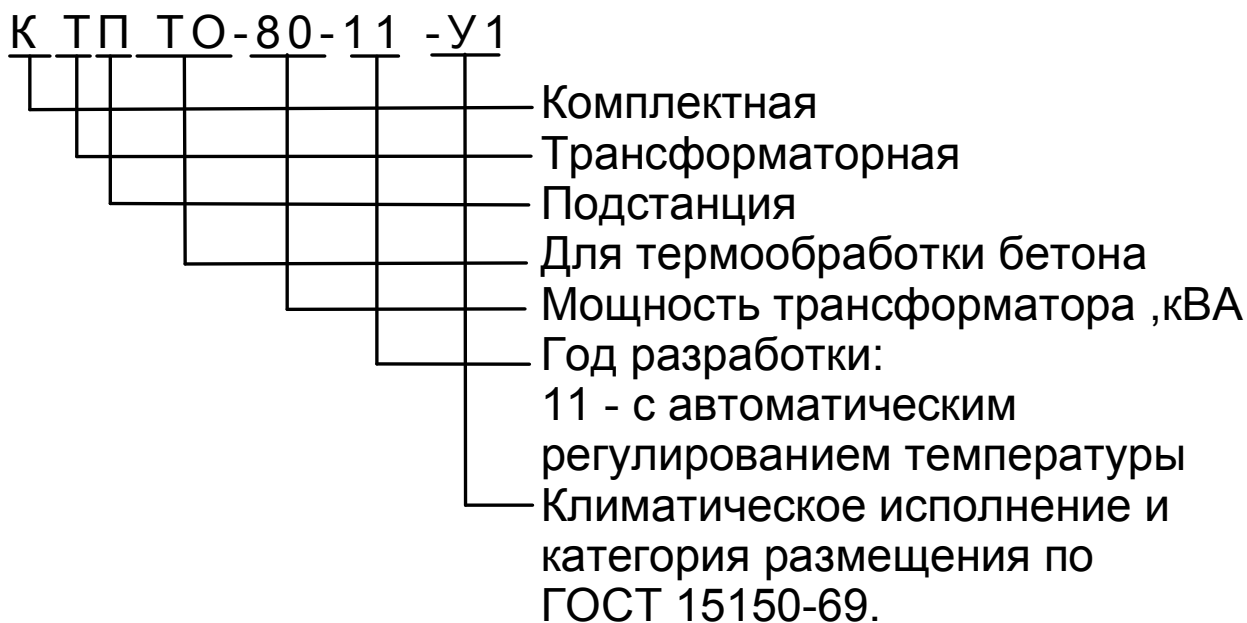 К ТП ТО-80-11 -У1
Комплектная
Трансформаторная
Подстанция
Для термообработки бетона
Мощность трансформатора ,кВА
Год разработки:
11 - с автоматическим
регулированием температуры
Климатическое исполнение и
категория размещения по
ГОСТ 15150-69.